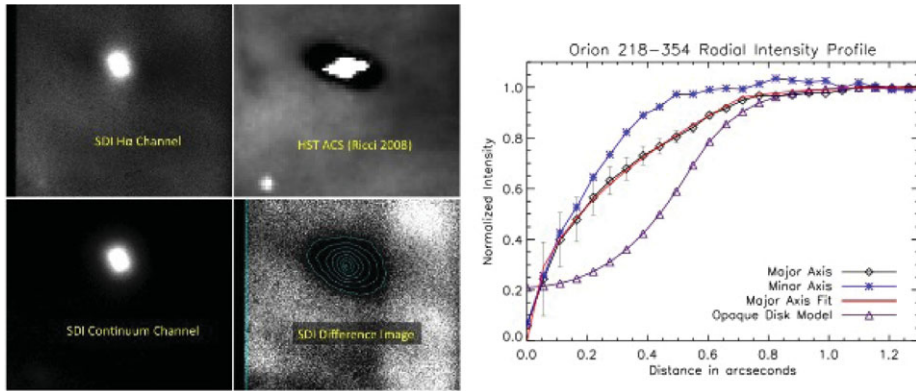 SDI Hα Channel
HST ACS (Ricci 2008)
SDI Continuum Channel
SDI Difference Image
Orion 218-354 Radial Intensity Profile
Normalized Intensity
1.0
0.8
0.6
0.4
0.2
0.0
Major Axis
Minor Axis
Major Axis Fit
Opaque Disk Model
0.0 0.2 0.4 0.6 0.8 1.0 1.2
Distance in arcseconds